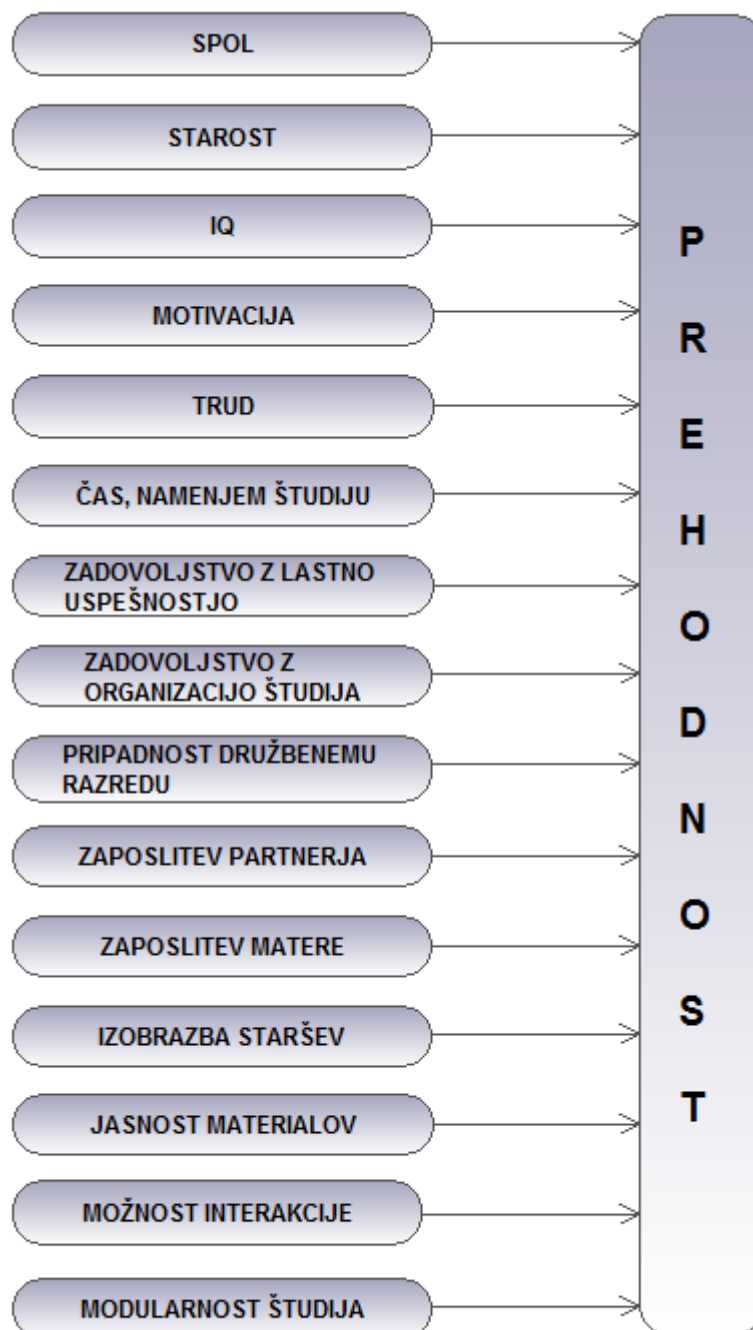 SPOL
STAROST
IQ
MOTIVACIJA
TRUD
ČAS, NAMENJEM ŠTUDIJU
ZADOVOLJSTVO Z LASTNO
USPEŠNOSTJO
ZADOVOLJSTVO Z
ORGANIZACIJO ŠTUDIJA
PRIPADNOST DRUŽBENEMU
RAZREDU
ZAPOSLITEV PARTNERJA
ZAPOSLITEV MATERE
IZOBRAZBA STARŠEV
JASNOST MATERIALOV
MOŽNOST INTERAKCIJE
MODULARNOST ŠTUDIJA
P
R
E
H
O
D
N
O
S
T